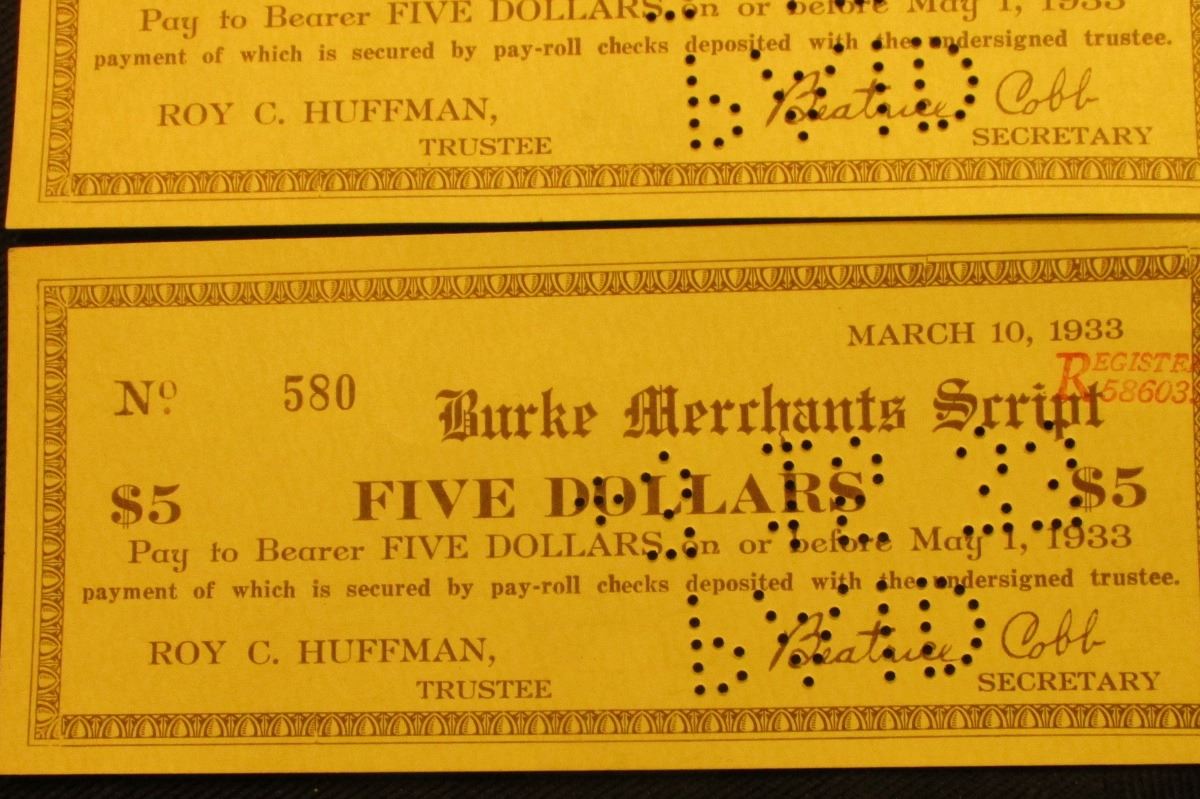 Pay to Bearer FIVE DOLLARS on or before May 1, 1933
payment of which is secured by pay-roll checks deposited with the undersigned trustee.
ROY C. HUFFMAN,
TRUSTEE
Beatrice Cobb
SECRETARY
MARCH 10, 1933
No. 580
REGISTE
58603
Burke Merchants Script
$5 FIVE DOLLARS $5
Pay to Bearer FIVE DOLLARS on or before May 1, 1933
payment of which is secured by pay-roll checks deposited with the undersigned trustee.
ROY C. HUFFMAN,
TRUSTEE
Beatrice Cobb
SECRETARY